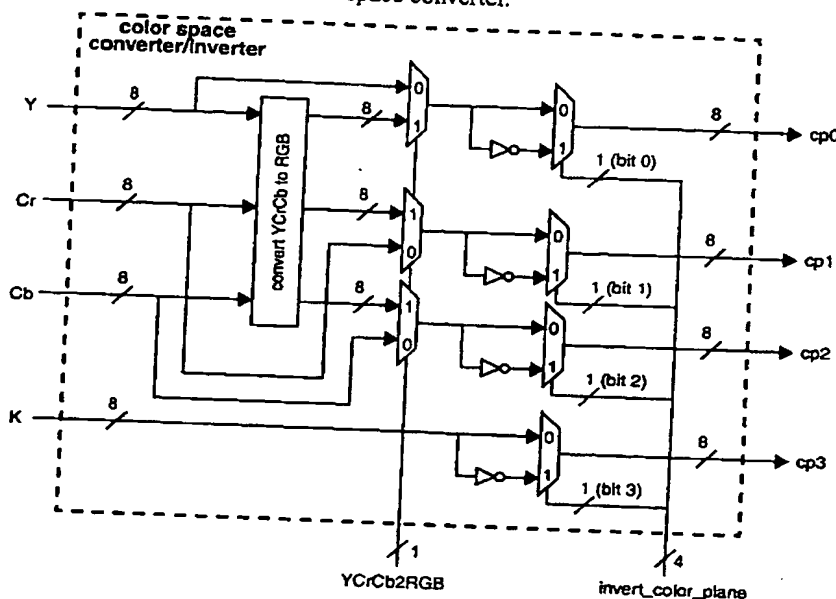 space converter.
color space
converter/inverter
Y
8
8
convert YCrCb to RGB
0
1
0
1
1 (bit 0)
8
cp0
Cr
8
8
1
0
0
1
1 (bit 1)
8
cp1
Cb
8
8
1
0
0
1
1 (bit 2)
8
cp2
K
8
0
1
1 (bit 3)
8
cp3
1
YCrCb2RGB
4
invert_color_plane